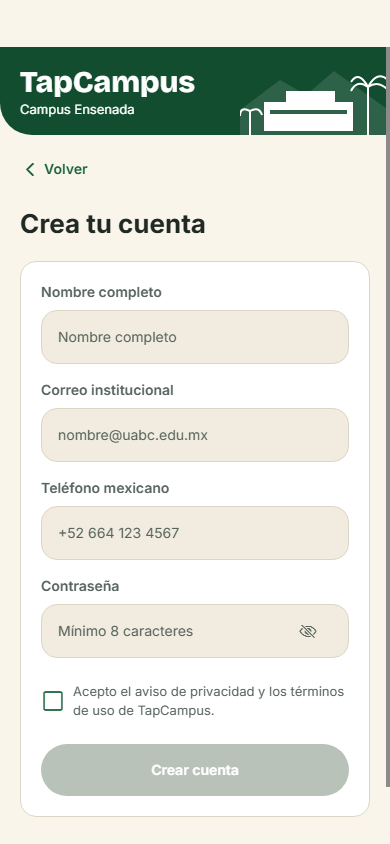 TapCampus
Campus Ensenada
Volver
Crea tu cuenta
Nombre completo
Nombre completo
Correo institucional
nombre@uabc.edu.mx
Teléfono mexicano
+52 664 123 4567
Contraseña
Mínimo 8 caracteres
Acepto el aviso de privacidad y los términos
de uso de TapCampus.
Crear cuenta